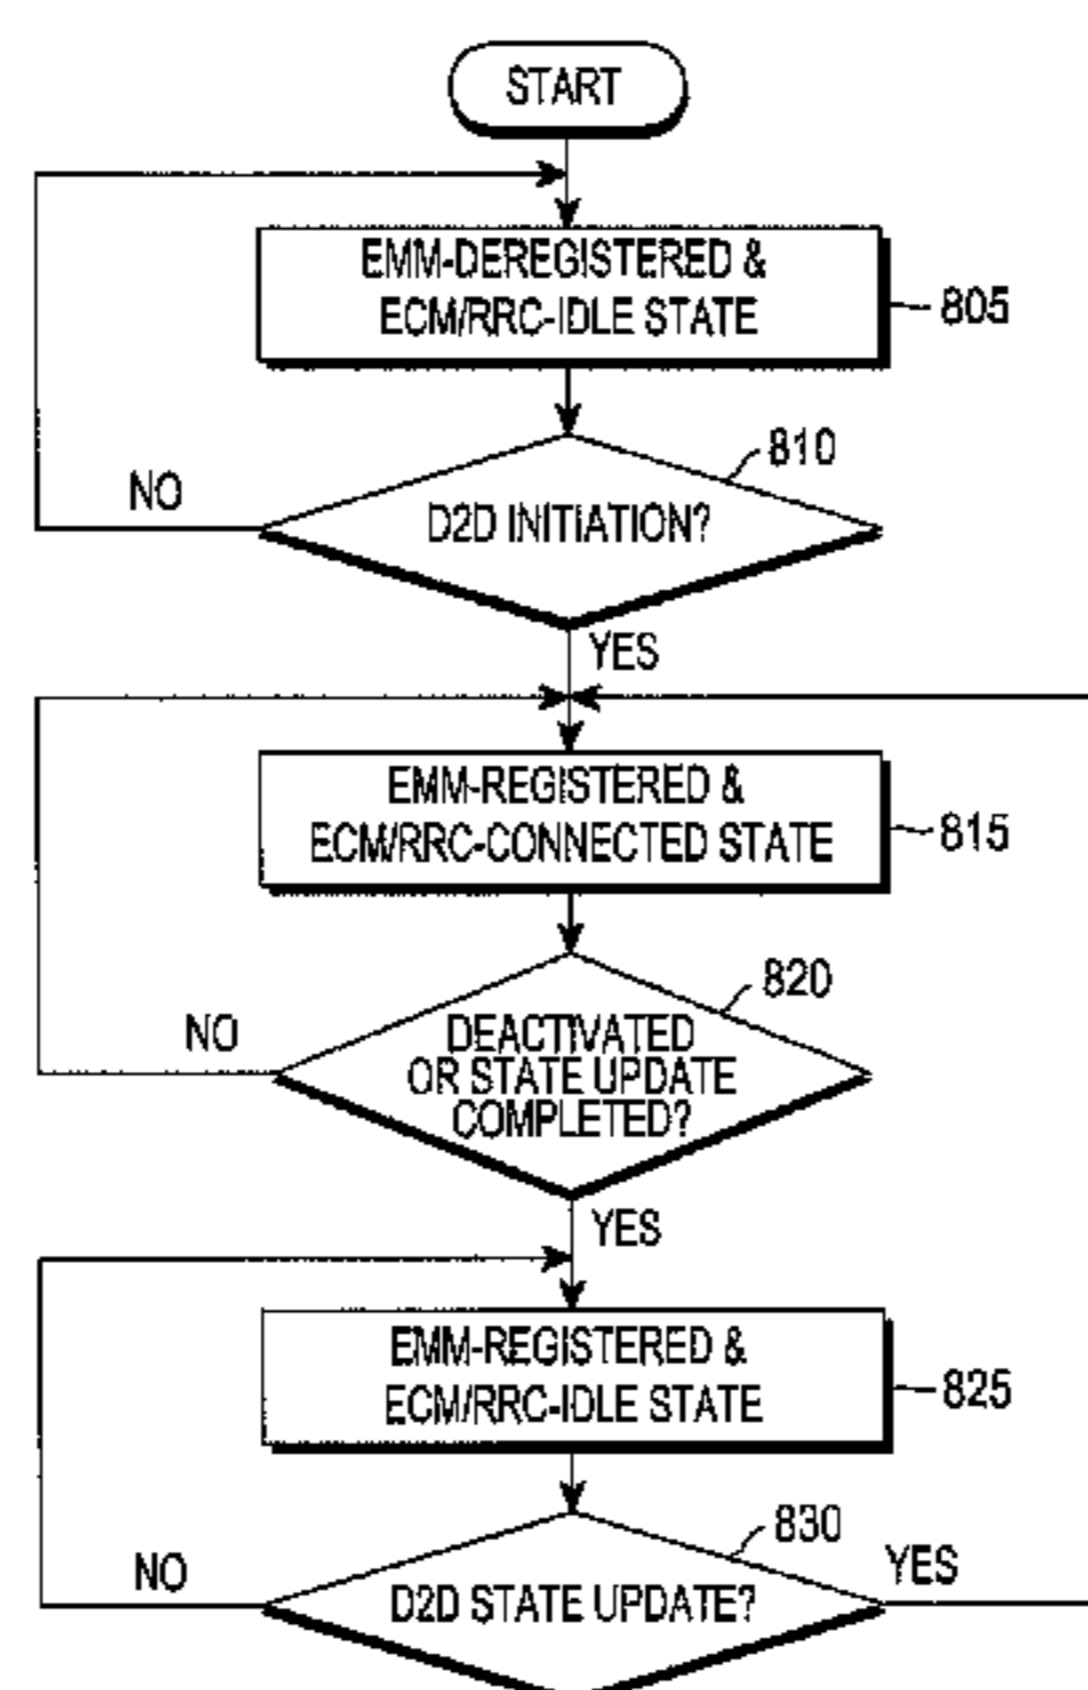 START
EMM-DEREGISTERED &
ECM/RRC-IDLE STATE
805
810
NO
D2D INITIATION?
YES
EMM-REGISTERED &
ECM/RRC-CONNECTED STATE
815
820
NO
DEACTIVATED
OR STATE UPDATE
COMPLETED?
YES
EMM-REGISTERED &
ECM/RRC-IDLE STATE
825
830
NO
YES
D2D STATE UPDATE?